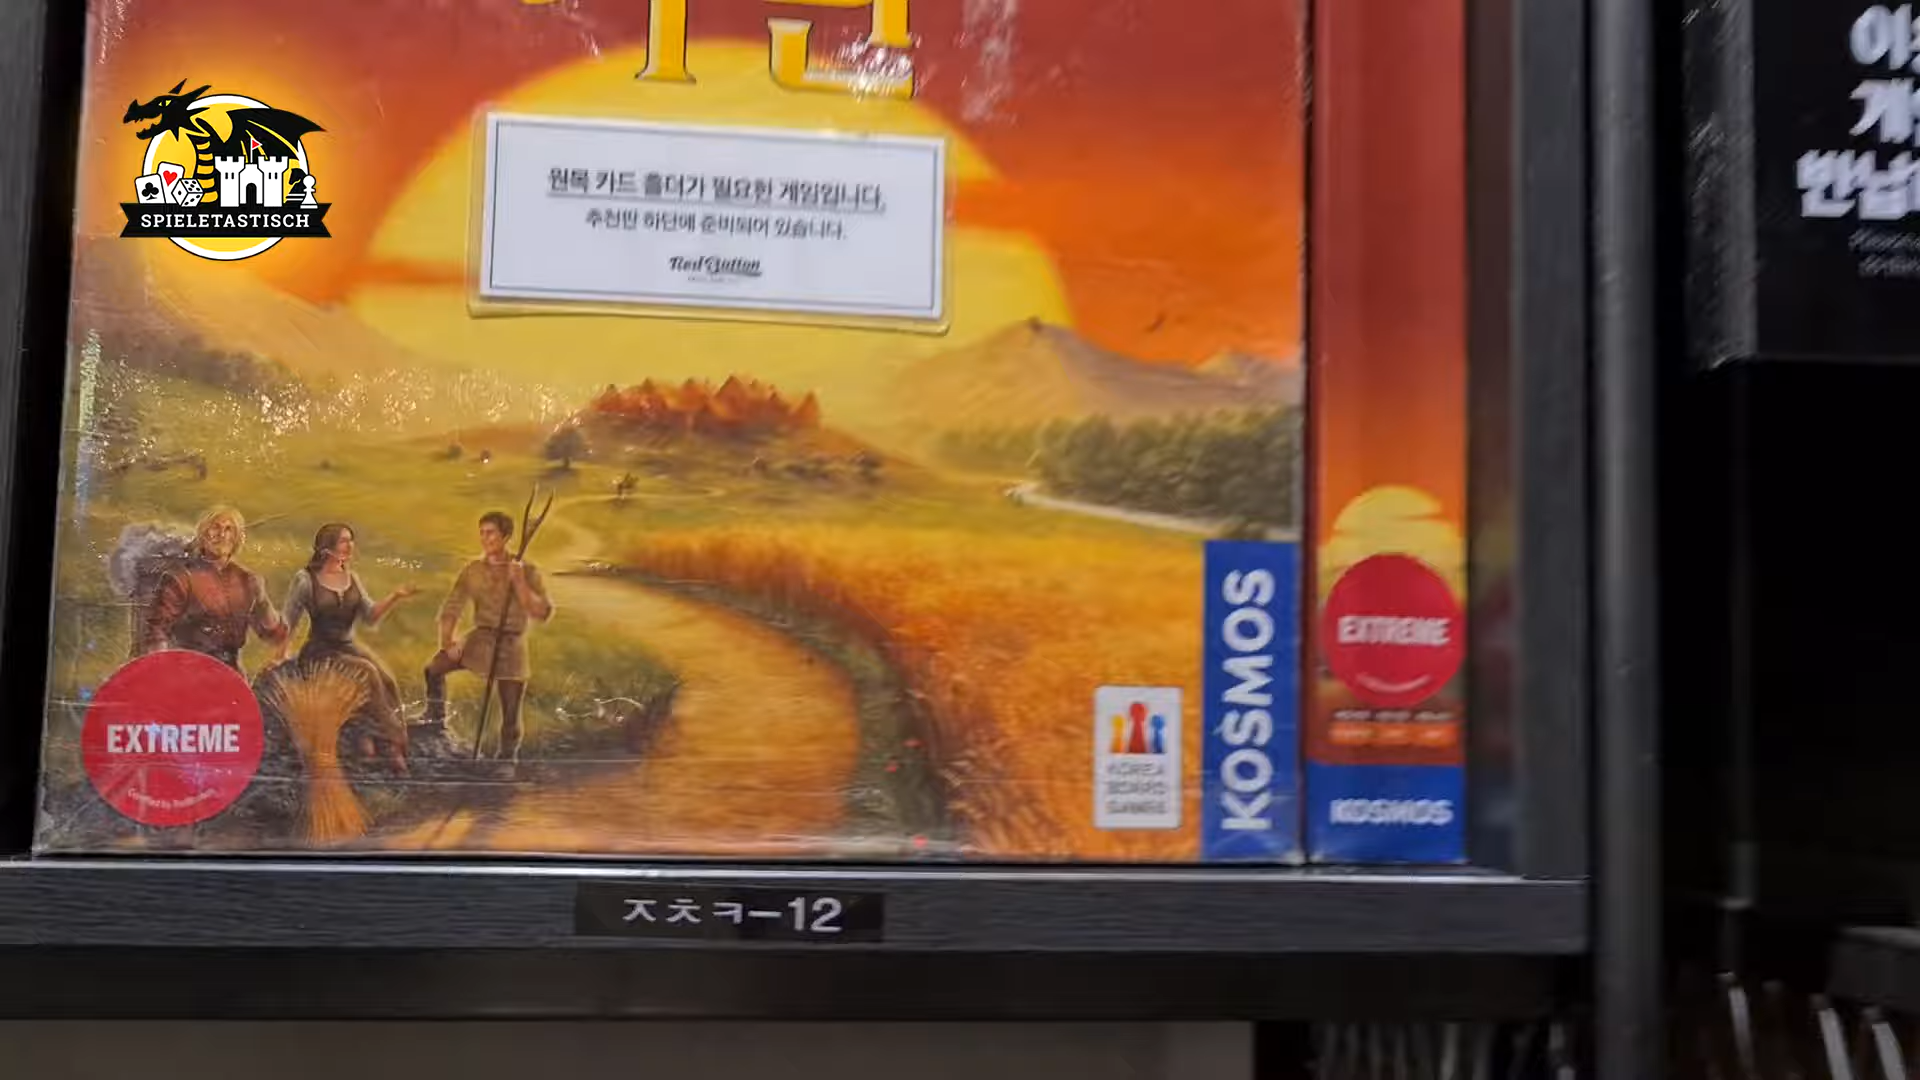 SPIELETASTISCH
원목 카드 홀더가 필요한 게임입니다.
추천판 하단에 준비되어 있습니다.
Red Button
EXTREME
KOREA
BOARD
GAMES
KOSMOS
EXTREME
KOSMOS
ㅈㅊㅋ-12